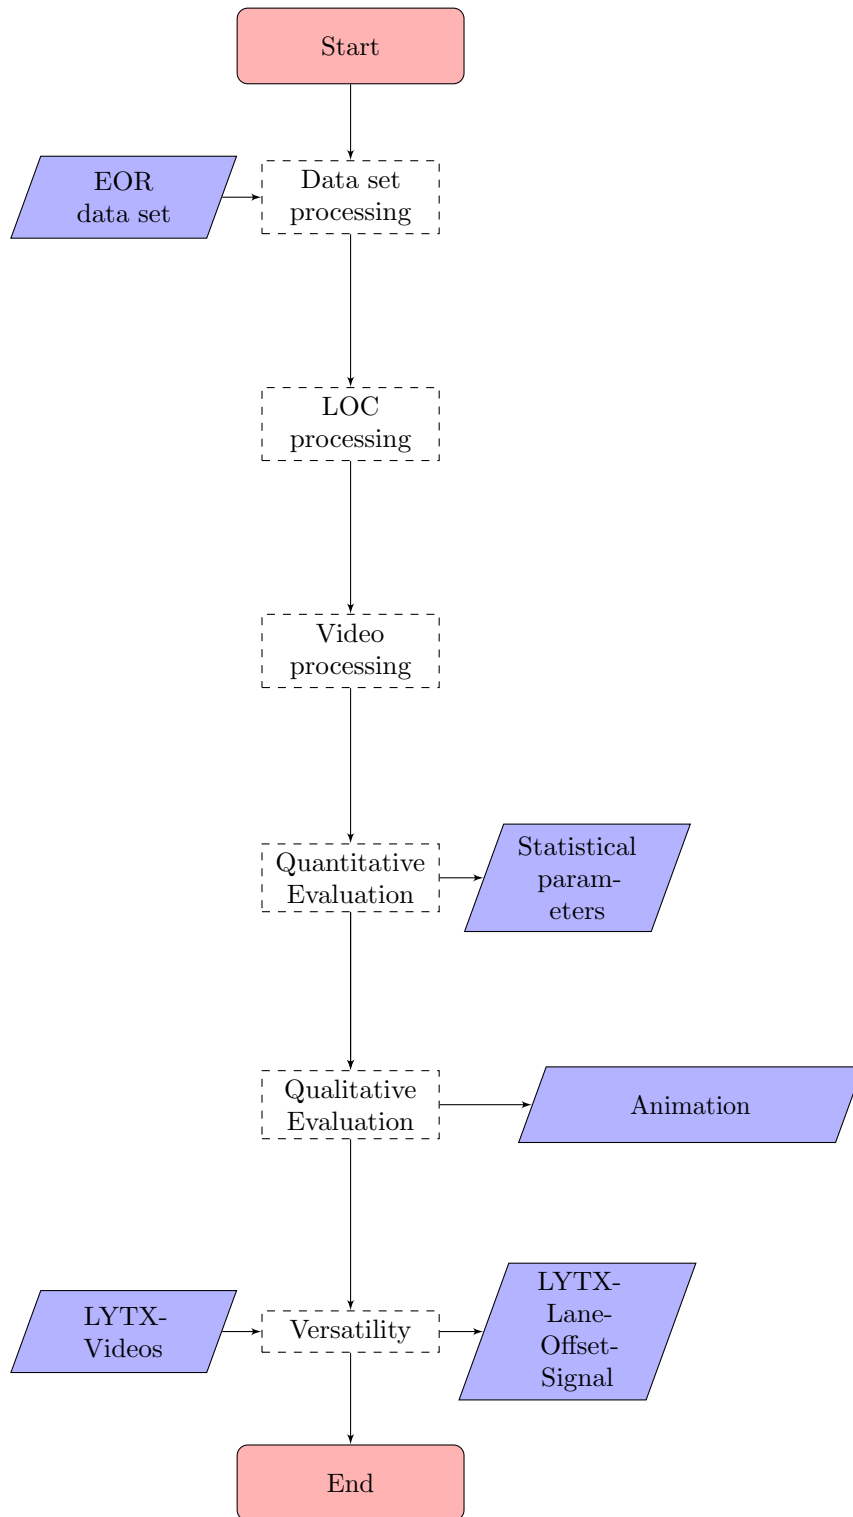 Start
EOR
data set
Data set
processing
LOC
processing
Video
processing
Quantitative
Evaluation
Statistical
param-
eters
Qualitative
Evaluation
Animation
LYTX-
Videos
Versatility
LYTX-
Lane-
Offset-
Signal
End